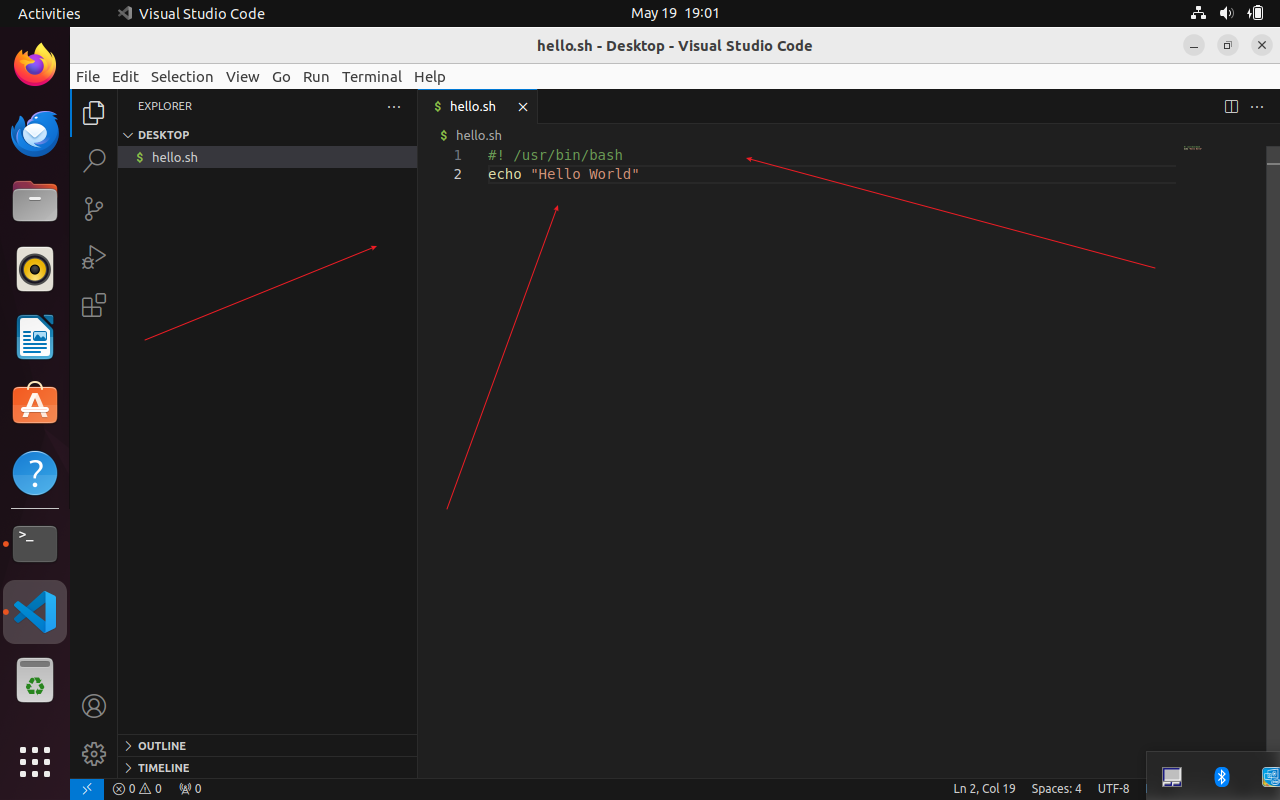 Activities Visual Studio Code May 19 19:01
hello.sh - Desktop - Visual Studio Code
File Edit Selection View Go Run Terminal Help
EXPLORER
DESKTOP
$ hello.sh
OUTLINE
TIMELINE
$ hello.sh
$ hello.sh
1 #! /usr/bin/bash
2 echo "Hello World"
0 0 0 Ln 2, Col 19 Spaces: 4 UTF-8